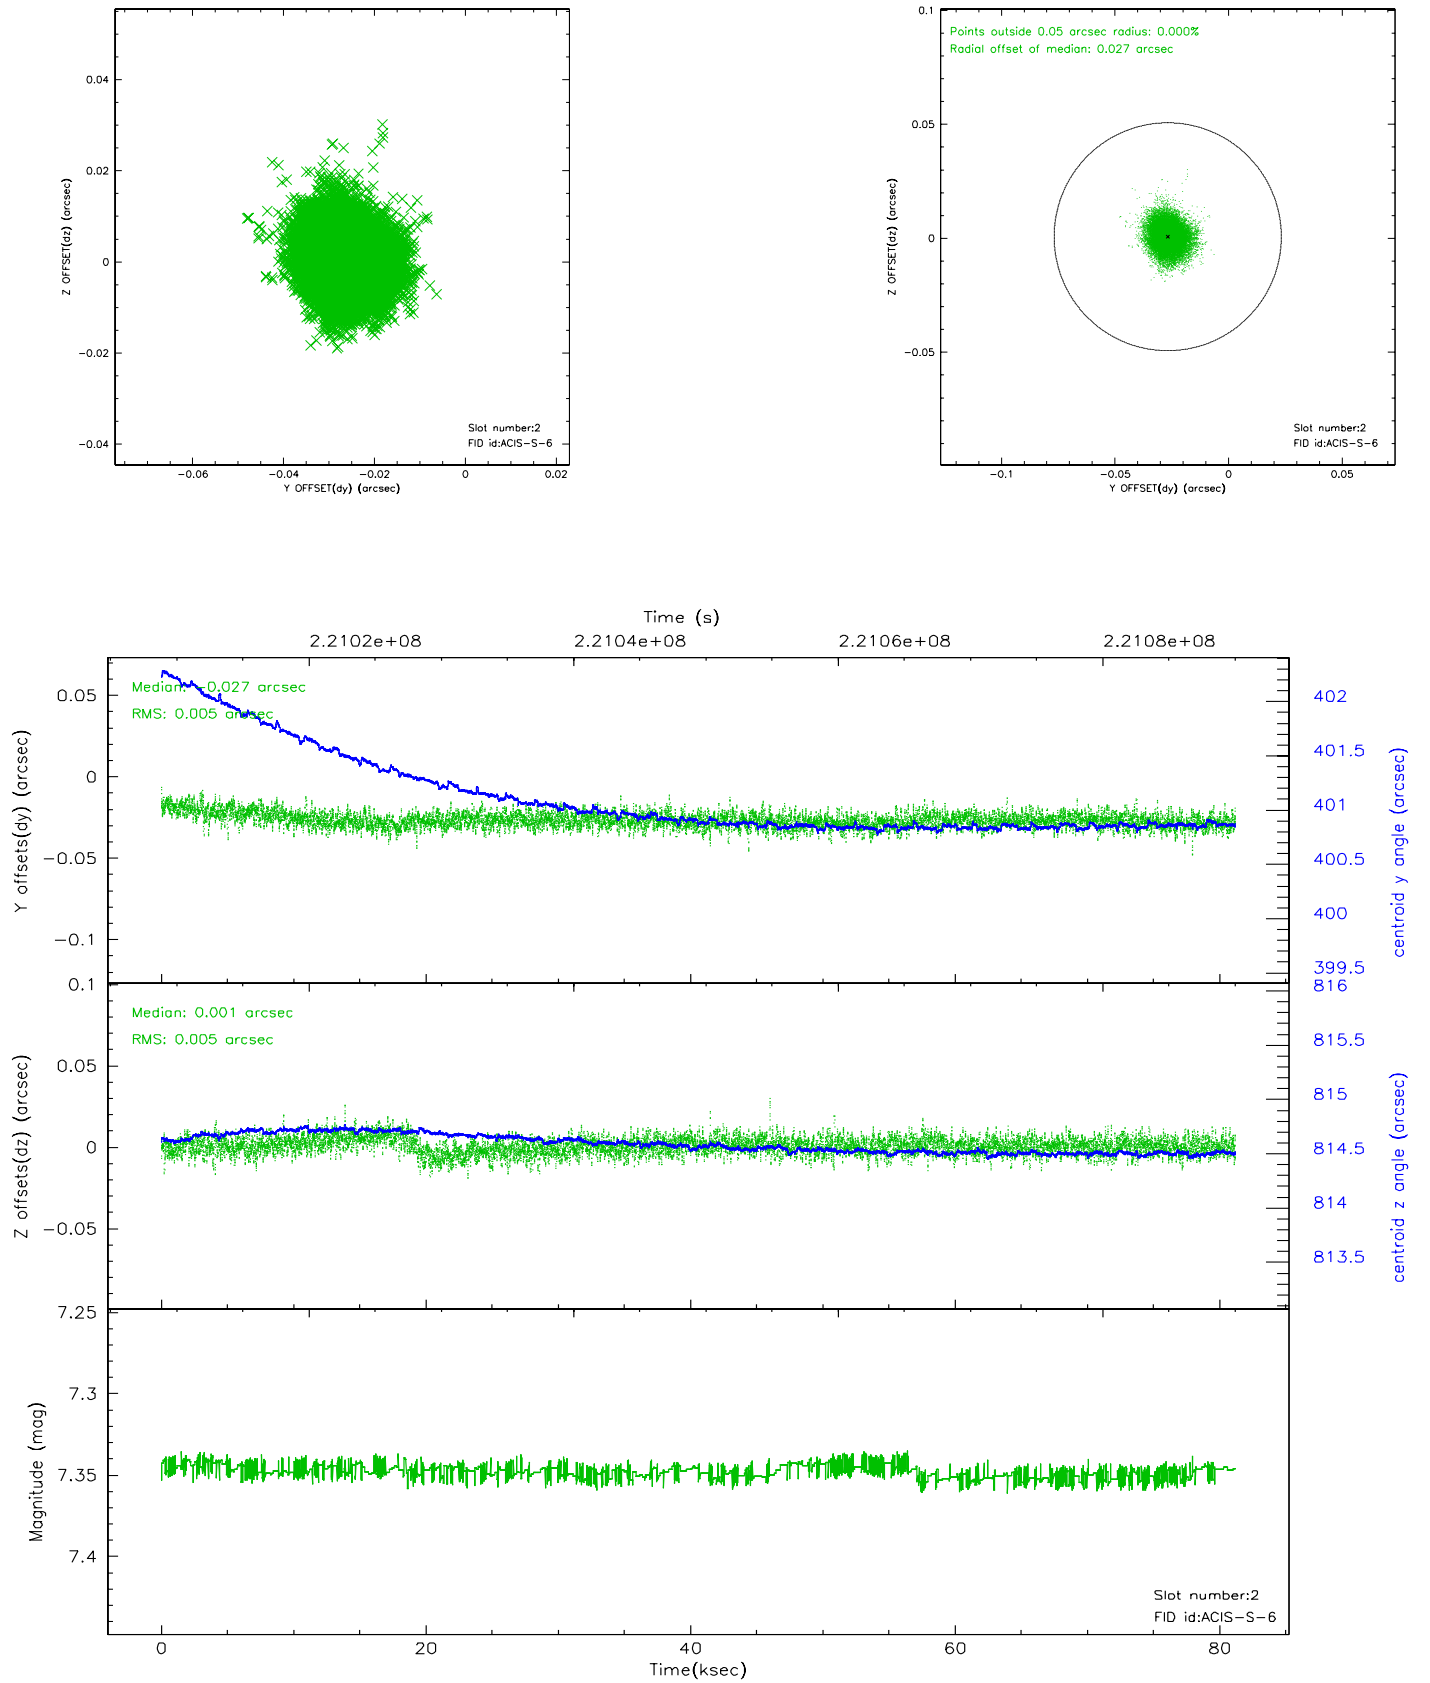 0.04
0.02
0
−0.02
−0.04
Z OFFSET(dz) (arcsec)
Slot number:2
FID id:ACIS−S−6
−0.06
−0.04
−0.02
0
0.02
Y OFFSET(dy) (arcsec)
0.1
0.05
0
−0.05
Z OFFSET(dz) (arcsec)
Points outside 0.05 arcsec radius: 0.000%
Radial offset of median: 0.027 arcsec
Slot number:2
FID id:ACIS−S−6
−0.1
−0.05
0
0.05
Y OFFSET(dy) (arcsec)
Time (s)
2.2102e+08
2.2104e+08
2.2106e+08
2.2108e+08
Median: −0.027 arcsec
RMS: 0.005 arcsec
0.05
0
−0.05
−0.1
Y offsets(dy) (arcsec)
402
401.5
401
400.5
400
399.5
centroid y angle (arcsec)
Median: 0.001 arcsec
RMS: 0.005 arcsec
0.1
0.05
0
−0.05
Z offsets(dz) (arcsec)
816
815.5
815
814.5
814
813.5
centroid z angle (arcsec)
7.25
7.3
7.35
7.4
Magnitude (mag)
Slot number:2
FID id:ACIS−S−6
0
20
40
60
80
Time(ksec)